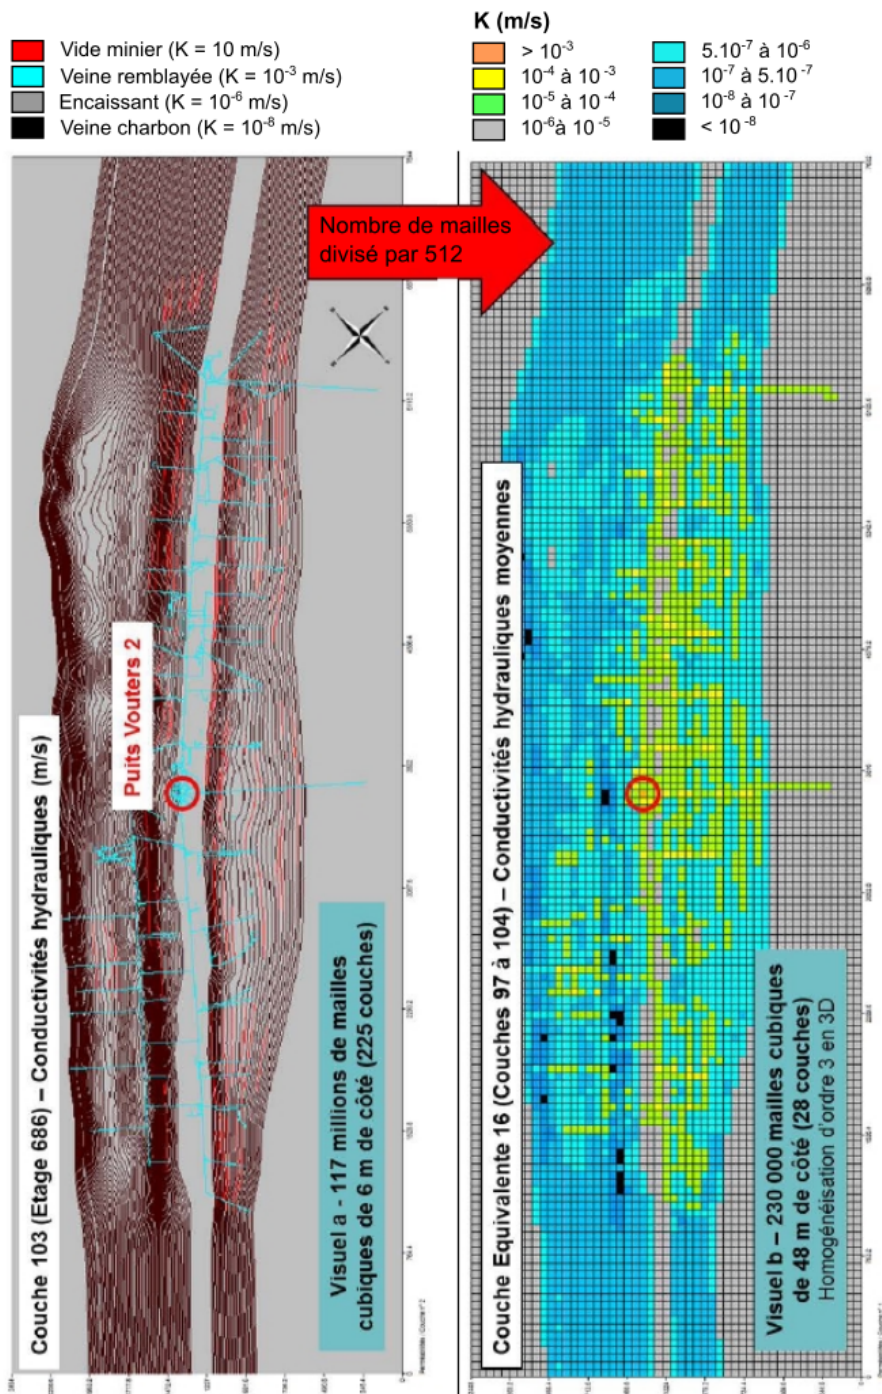 Vide minier (K = 10 m/s)
Veine remblayée (K = 10⁻³ m/s)
Encaissant (K = 10⁻⁶ m/s)
Veine charbon (K = 10⁻⁸ m/s)
K (m/s)
> 10⁻³
10⁻⁴ à 10⁻³
10⁻⁵ à 10⁻⁴
10⁻⁶à 10⁻⁵
5.10⁻⁷ à 10⁻⁶
10⁻⁷ à 5.10⁻⁷
10⁻⁸ à 10⁻⁷
< 10⁻⁸
Nombre de mailles
divisé par 512
Couche 103 (Etage 686) – Conductivités hydrauliques (m/s)
Puits Vouters 2
Visuel a - 117 millions de mailles
cubiques de 6 m de côté (225 couches)
Couche Equivalente 16 (Couches 97 à 104) – Conductivités hydrauliques moyennes
Visuel b – 230 000 mailles cubiques
de 48 m de côté (28 couches)
Homogénéisation d'ordre 3 en 3D